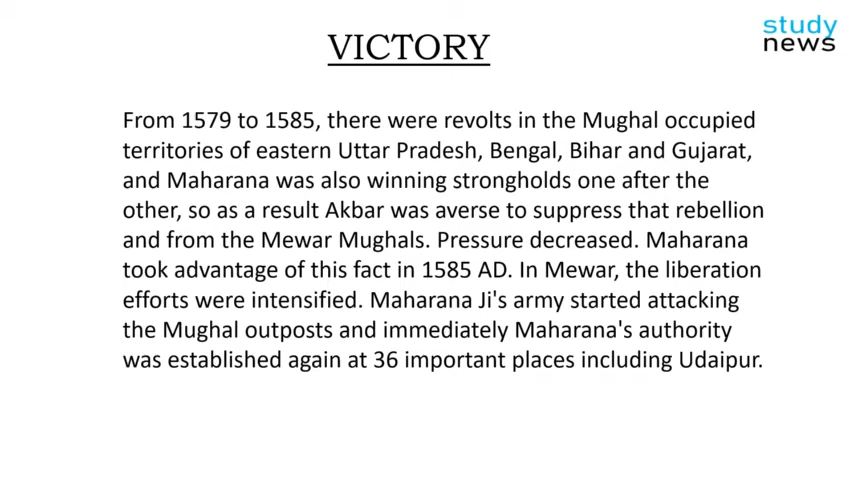 VICTORY
study
news
From 1579 to 1585, there were revolts in the Mughal occupied
territories of eastern Uttar Pradesh, Bengal, Bihar and Gujarat,
and Maharana was also winning strongholds one after the
other, so as a result Akbar was averse to suppress that rebellion
and from the Mewar Mughals. Pressure decreased. Maharana
took advantage of this fact in 1585 AD. In Mewar, the liberation
efforts were intensified. Maharana Ji's army started attacking
the Mughal outposts and immediately Maharana's authority
was established again at 36 important places including Udaipur.